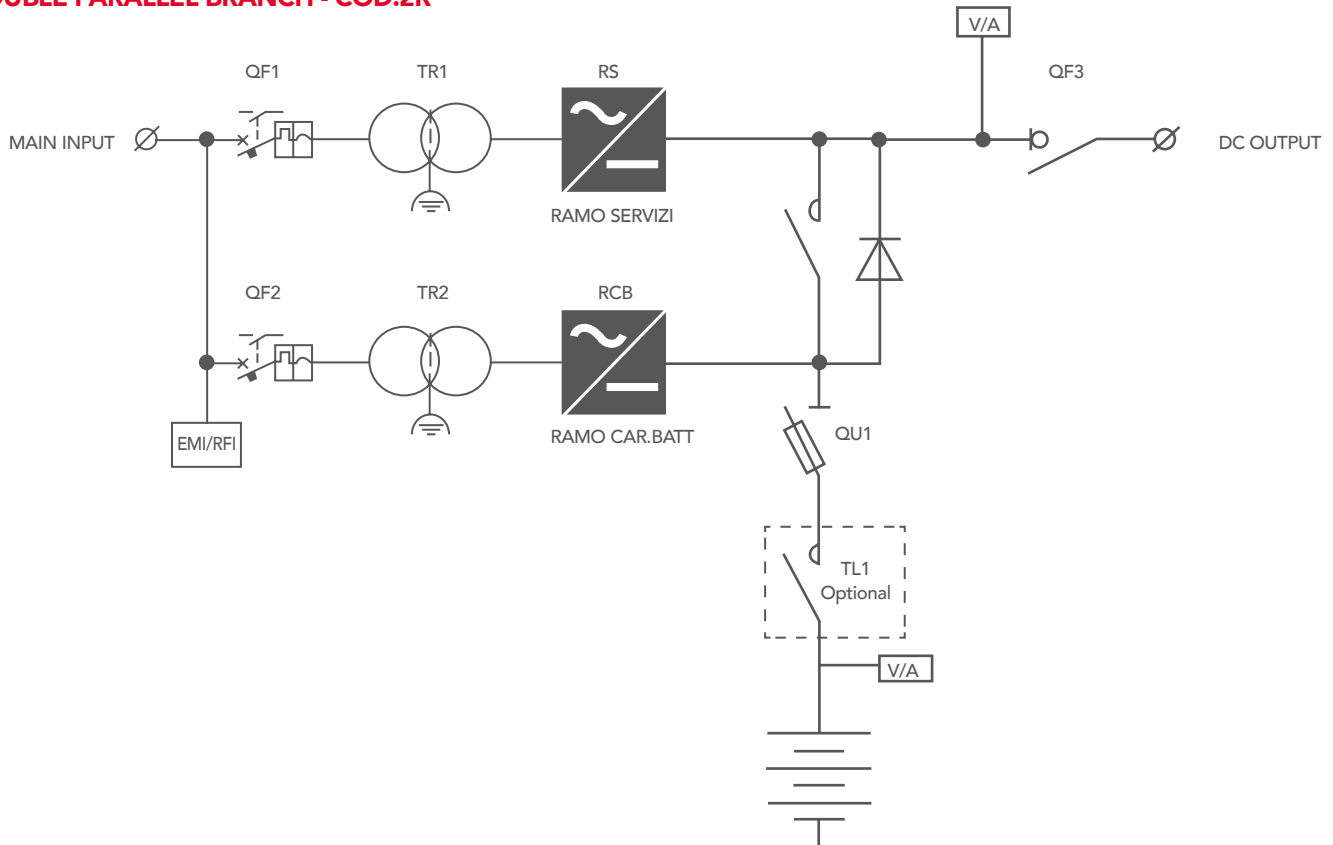 DOUBLE PARALLEL BRANCH - COD.2R
V/A
QF1
TR1
RS
QF3
MAIN INPUT
DC OUTPUT
RAMO SERVIZI
QF2
TR2
RCB
EMI/RFI
RAMO CAR.BATT
QU1
TL1
Optional
V/A